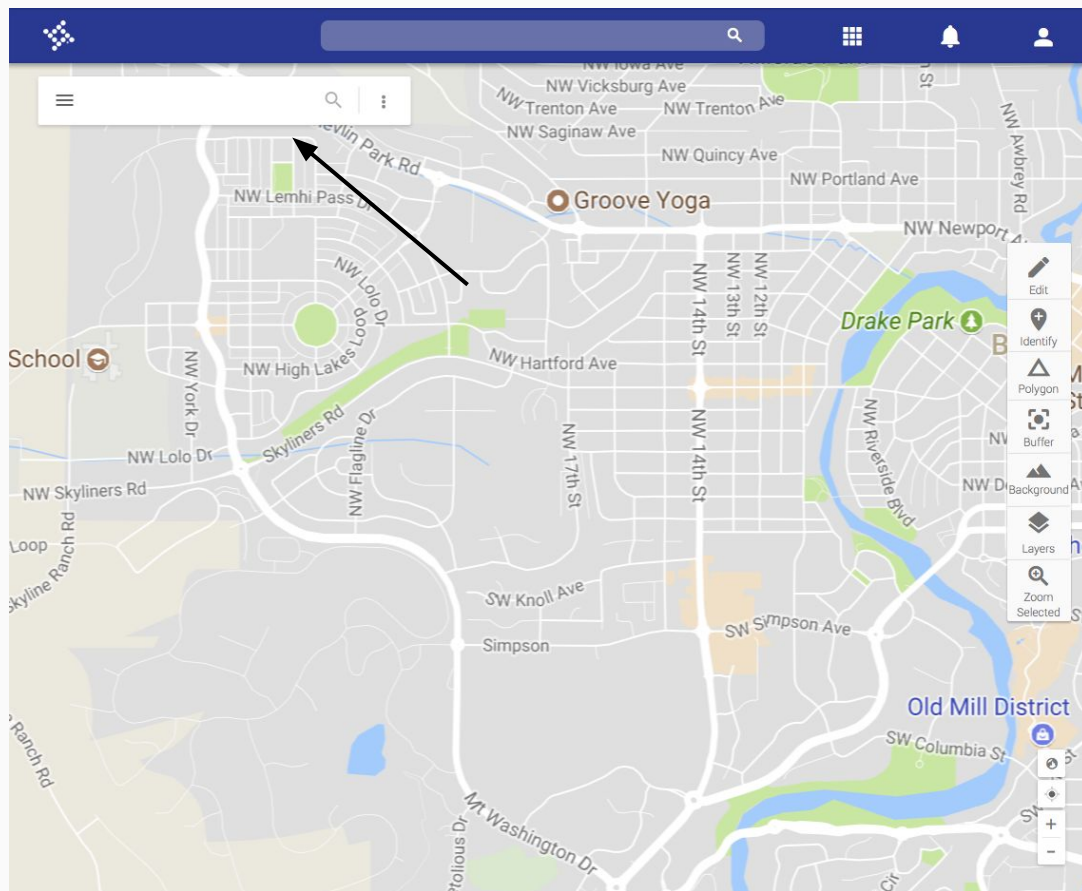 NW Iowa Ave
NW Vicksburg Ave
NW Trenton Ave
NW Trenton Ave
NW Saginaw Ave
NW Quincy Ave
NW Portland Ave
NW Awbrey Rd
Park Rd
NW Lemhi Pass Dr
Groove Yoga
NW Newport
NW Lolo Dr
NW 14th St
NW 13th St
NW 12th St
Edit
Drake Park
Identify
School
NW High Lakes Loop
NW York Dr
NW Hartford Ave
Polygon
Skyliners Rd
NW Flagline Dr
NW 17th St
NW 14th St
NW Riverside Blvd
Buffer
NW Lolo Dr
NW Skyliners Rd
Background
Loop
Skyline Ranch Rd
Layers
SW Knoll Ave
Zoom
Selected
Simpson
SW Simpson Ave
Old Mill District
Ranch Rd
SW Columbia St
Mt Washington Dr
+
-